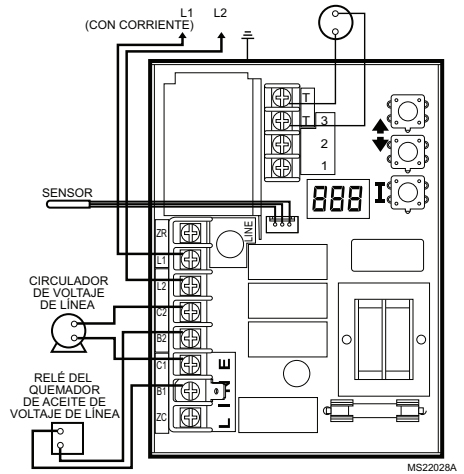 L1 L2
(CON CORRIENTE)
T
T 3
2
1
888
SENSOR
LINE
ZR
L1
L2
C2
B2
C1
B1
ZC
LINE
CIRCULADOR
DE VOLTAJE
DE LÍNEA
RELÉ DEL
QUEMADOR
DE ACEITE DE
VOLTAJE DE LÍNEA
I
MS22028A